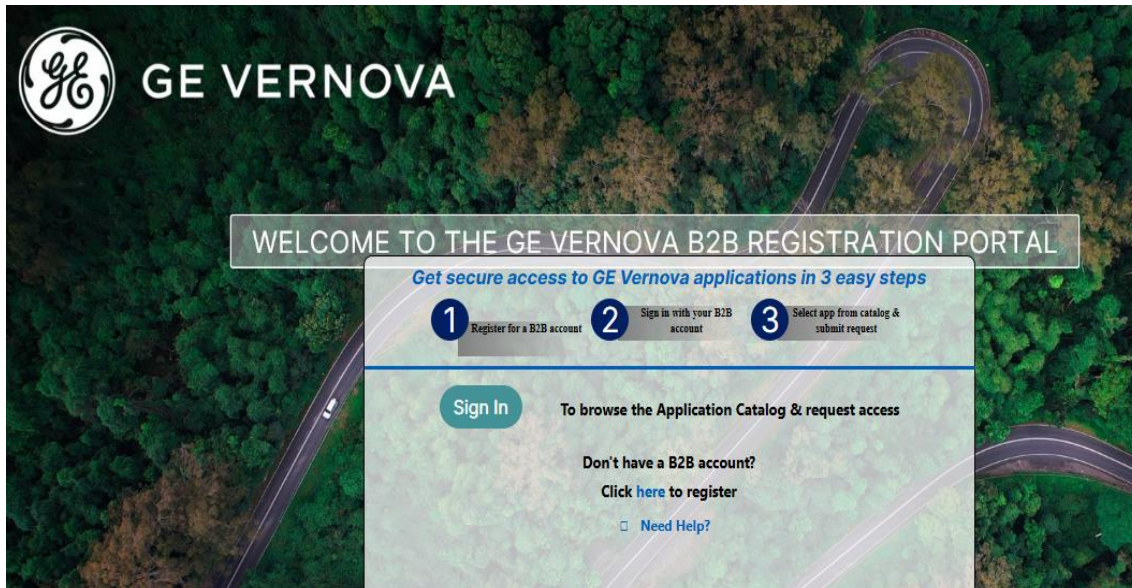 GE VERNOVA
WELCOME TO THE GE VERNOVA B2B REGISTRATION PORTAL
Get secure access to GE Vernova applications in 3 easy steps
1 Register for a B2B account
2 Sign in with your B2B
account
3 Select app from catalog &
submit request
Sign In
To browse the Application Catalog & request access
Don't have a B2B account?
Click here to register
Need Help?